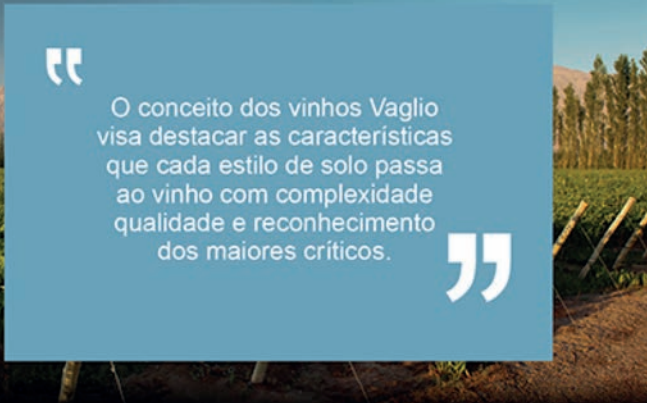 "
O conceito dos vinhos Vaglio
visa destacar as características
que cada estilo de solo passa
ao vinho com complexidade
qualidade e reconhecimento
dos maiores críticos.
"